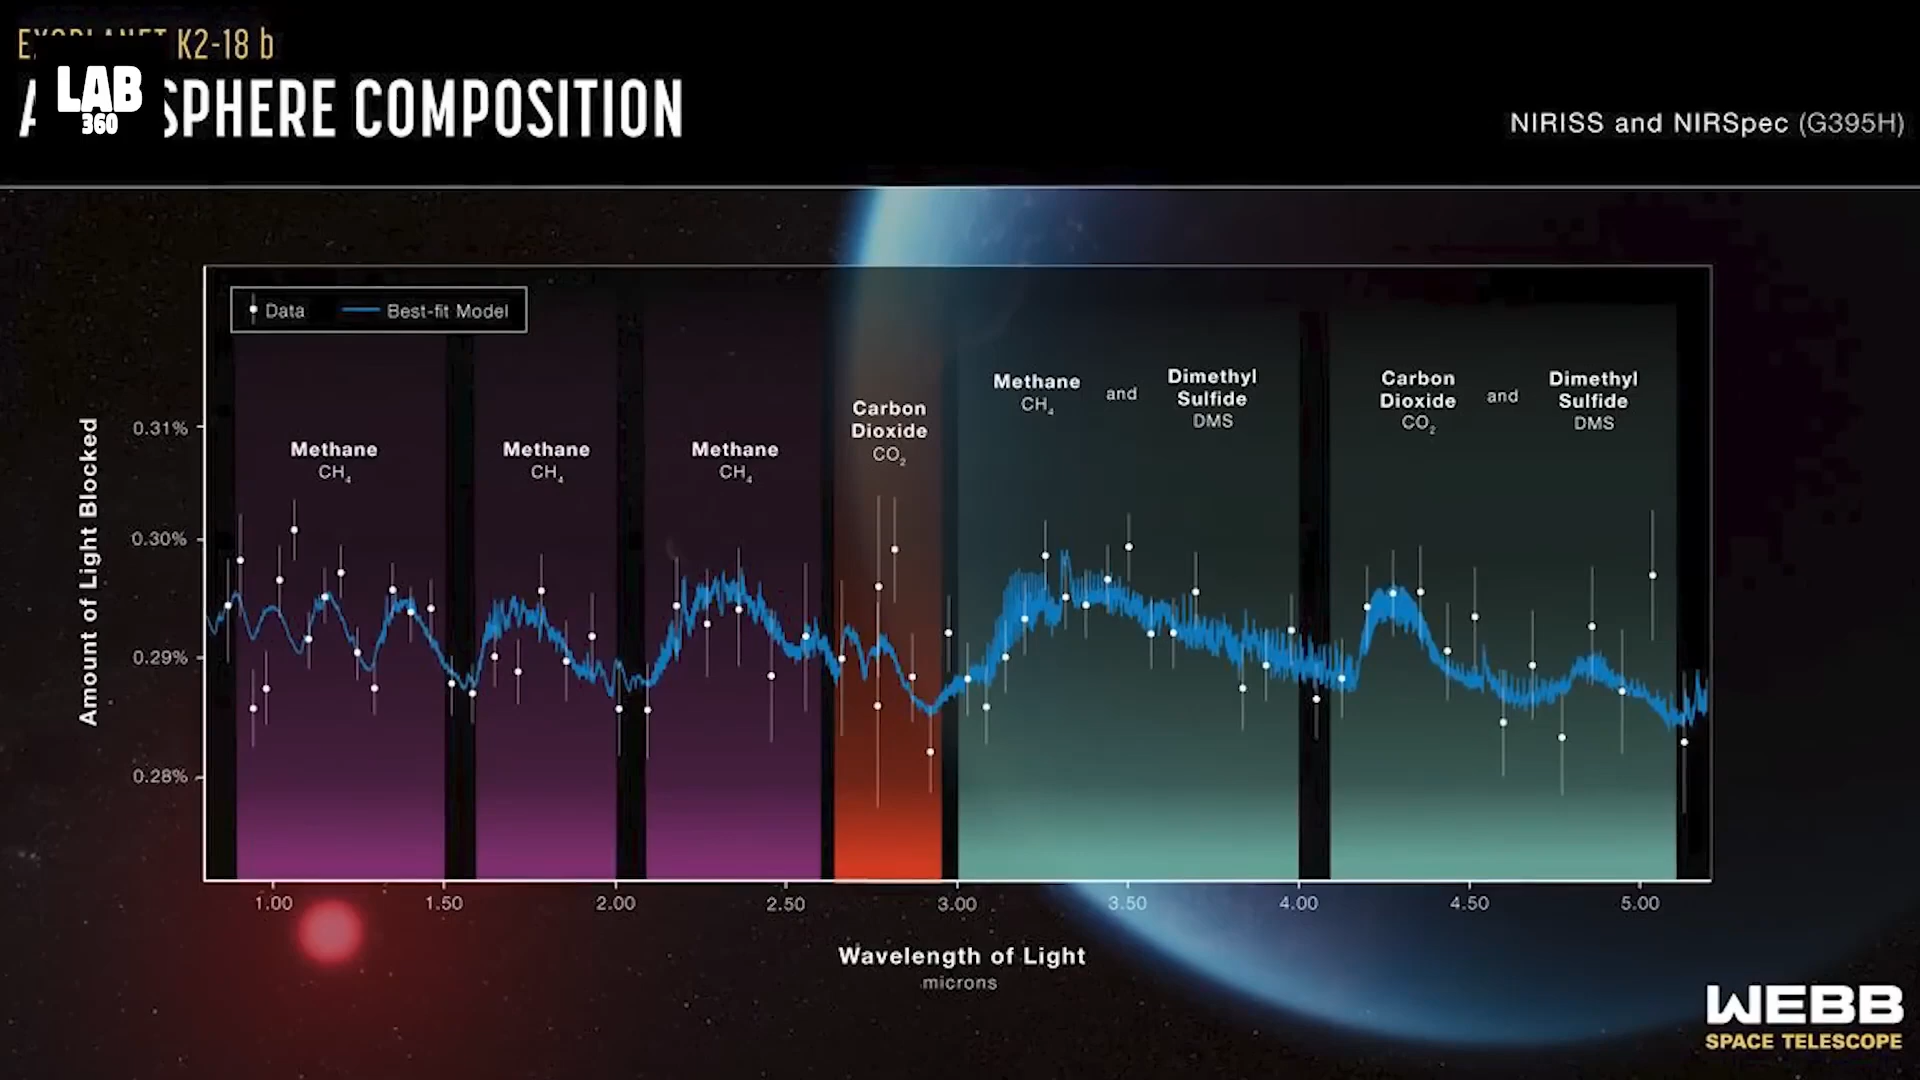 K2-18 b
LAB
360
COMPOSITION
NIRISS and NIRSpec (G395H)
Data
Best-fit Model
Amount of Light Blocked
0.31%
0.30%
0.29%
0.28%
Methane
CH₄
Methane
CH₄
Methane
CH₄
Carbon
Dioxide
CO₂
Methane
CH₄
and
Dimethyl
Sulfide
DMS
Carbon
Dioxide
CO₂
and
Dimethyl
Sulfide
DMS
1.00
1.50
2.00
2.50
3.00
3.50
4.00
4.50
5.00
Wavelength of Light
microns
WEBB
SPACE TELESCOPE